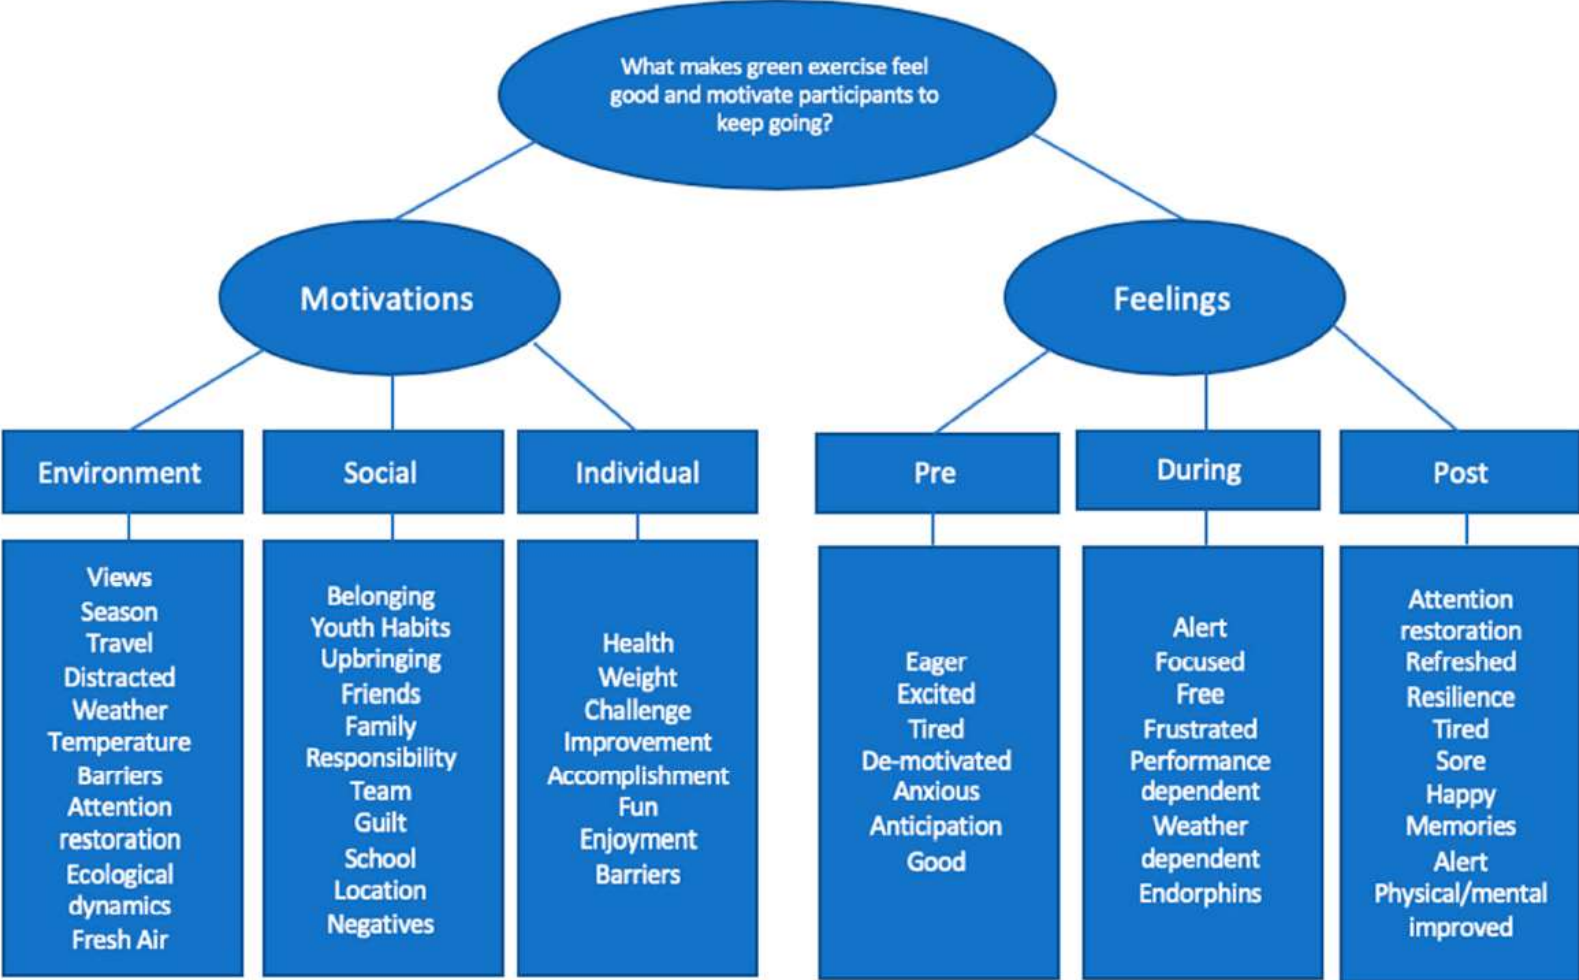 What makes green exercise feel
good and motivate participants to
keep going?
Motivations
Feelings
Environment
Social
Individual
Pre
During
Post
Views
Season
Travel
Distracted
Weather
Temperature
Barriers
Attention
restoration
Ecological
dynamics
Fresh Air
Belonging
Youth Habits
Upbringing
Friends
Family
Responsibility
Team
Guilt
School
Location
Negatives
Health
Weight
Challenge
Improvement
Accomplishment
Fun
Enjoyment
Barriers
Eager
Excited
Tired
De-motivated
Anxious
Anticipation
Good
Alert
Focused
Free
Frustrated
Performance
dependent
Weather
dependent
Endorphins
Attention
restoration
Refreshed
Resilience
Tired
Sore
Happy
Memories
Alert
Physical/mental
improved